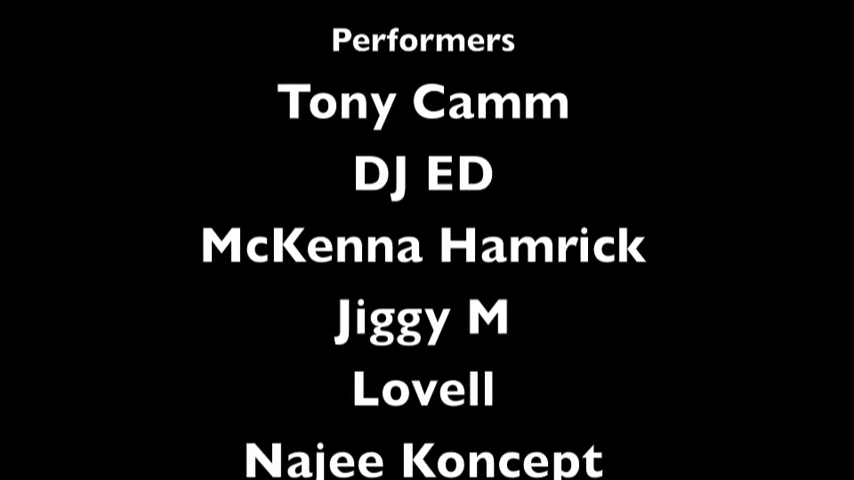 Performers
Tony Camm
DJ ED
McKenna Hamrick
Jiggy M
Lovell
Najee Koncept